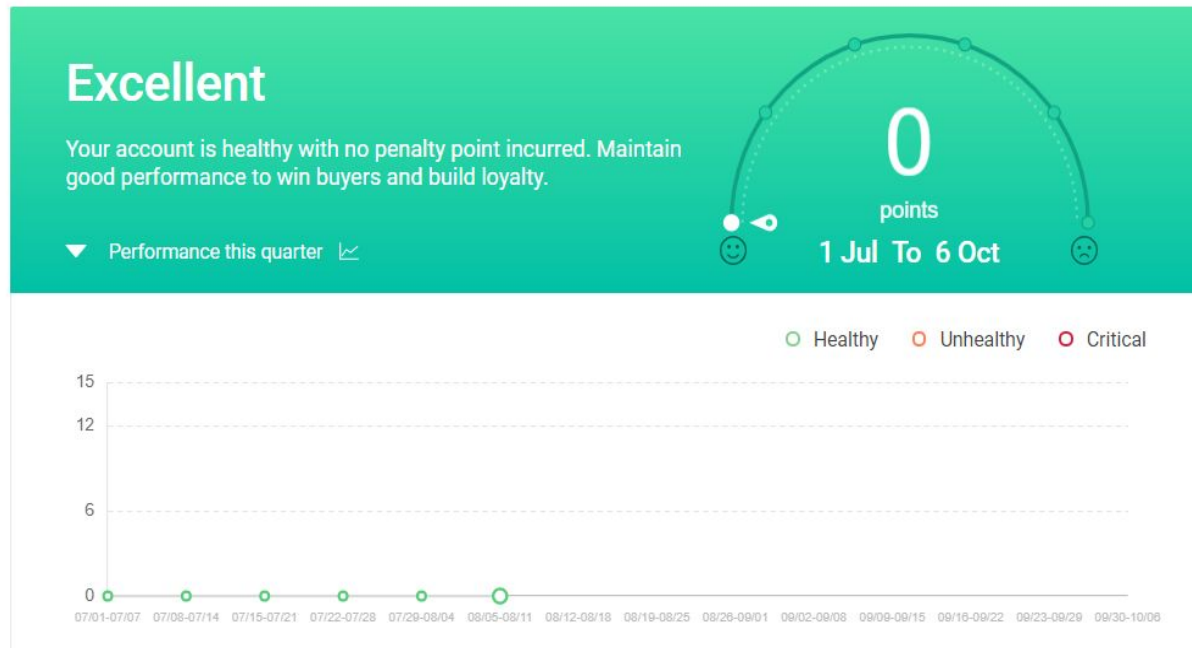 Excellent
Your account is healthy with no penalty point incurred. Maintain
good performance to win buyers and build loyalty.
Performance this quarter
0
points
1 Jul To 6 Oct
Healthy
Unhealthy
Critical
15
12
6
0
07/01-07/07
07/08-07/14
07/15-07/21
07/22-07/28
07/29-08/04
08/05-08/11
08/12-08/18
08/19-08/25
08/26-09/01
09/02-09/08
09/09-09/15
09/16-09/22
09/23-09/29
09/30-10/06